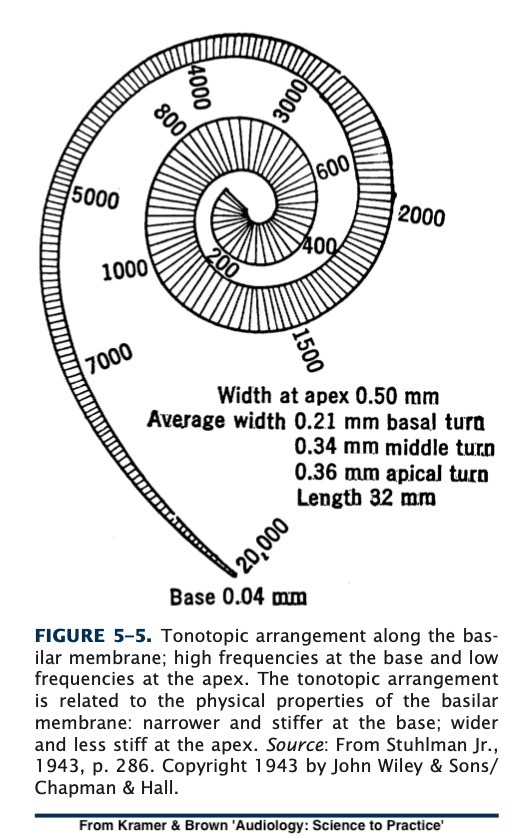 4000
3000
800
600
5000
2000
400
200
1000
1500
7000
Width at apex 0.50 mm
Average width 0.21 mm basal turn
0.34 mm middle turn
0.36 mm apical turn
Length 32 mm
20,000
Base 0.04 mm
FIGURE 5–5. Tonotopic arrangement along the bas-
ilar membrane; high frequencies at the base and low
frequencies at the apex. The tonotopic arrangement
is related to the physical properties of the basilar
membrane: narrower and stiffer at the base; wider
and less stiff at the apex. Source: From Stuhlman Jr.,
1943, p. 286. Copyright 1943 by John Wiley & Sons/
Chapman & Hall.
From Kramer & Brown 'Audiology: Science to Practice'